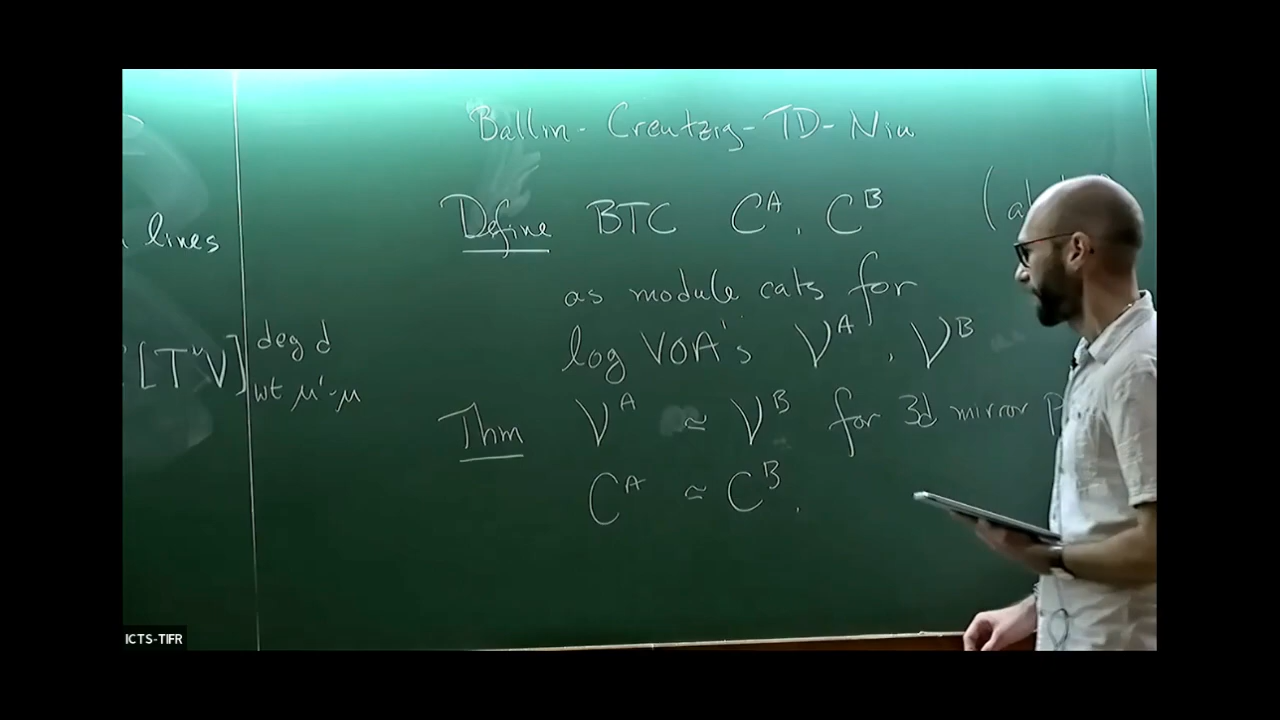 lines
[T*V] deg d
wt μ'-μ
Ballin-Creutzig-TD-Niu
Define BTC C^A, C^B
as module cats for
log VOA's V^A, V^B
Thm V^A ≃ V^B for 3d mirror
C^A ≃ C^B.
ICTS-TIFR